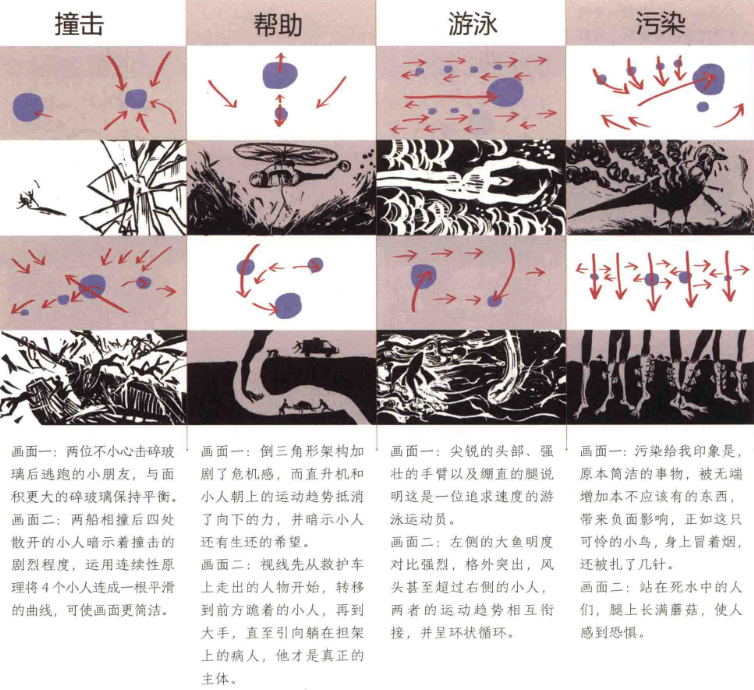 撞击
帮助
游泳
污染
画面一：两位不小心击碎玻
璃后逃跑的小朋友，与面
积更大的碎玻璃保持平衡。
画面二：两船相撞后四处
散开的小人暗示着撞击的
剧烈程度，运用连续性原
理将4个小人连成一根平滑
的曲线，可使画面更简洁。
画面一：倒三角形架构加
剧了危机感，而直升机和
小人朝上的运动趋势抵消
了向下的力，并暗示小人
还有生还的希望。
画面二：视线先从救护车
上走出的人物开始，转移
到前方跪着的小人，再到
大手，直至引向躺在担架
上的病人，他才是真正的
主体。
画面一：尖锐的头部、强
壮的手臂以及绷直的腿说
明这是一位追求速度的游
泳运动员。
画面二：左侧的大鱼明度
对比强烈，格外突出，风
头甚至超过右侧的小人，
两者的运动趋势相互衔
接，并呈环状循环。
画面一：污染给我印象是，
原本简洁的事物，被无端
增加本不应该有的东西，
带来负面影响，正如这只
可怜的小鸟，身上冒着烟，
还被扎了几针。
画面二：站在死水中的人
们，腿上长满蘑菇，使人
感到恐惧。